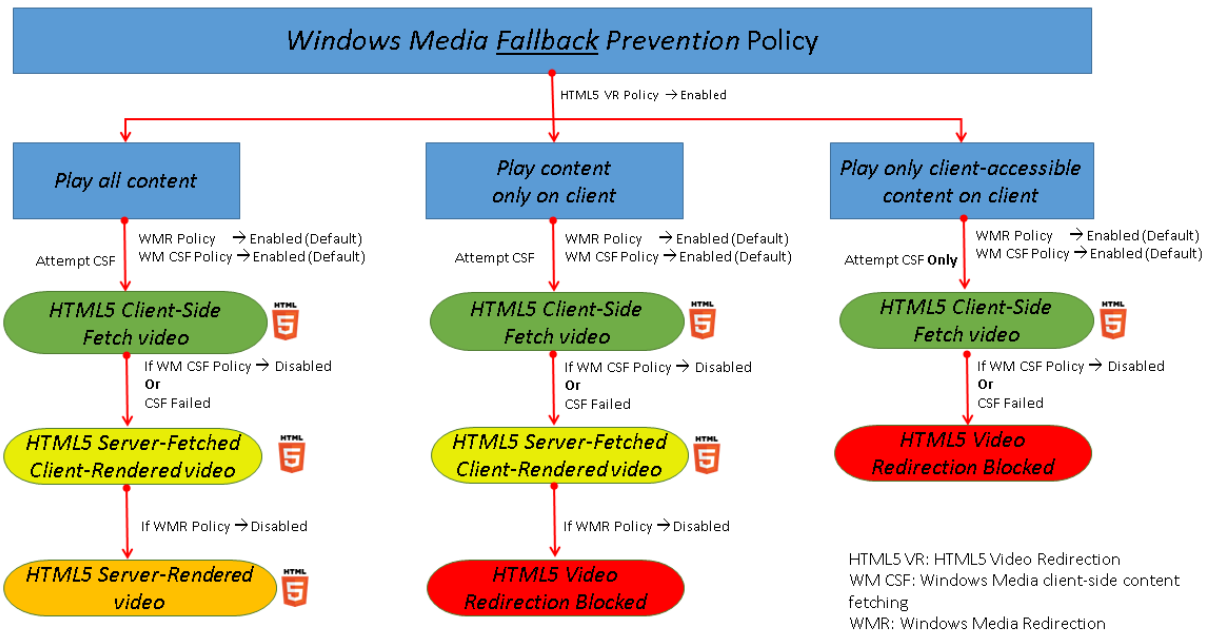 Windows Media Fallback Prevention Policy
HTML5 VR Policy → Enabled
Play all content
Play content
only on client
Play only client-accessible
content on client
WMR Policy → Enabled (Default)
WM CSF Policy → Enabled (Default)
Attempt CSF
WMR Policy → Enabled (Default)
WM CSF Policy → Enabled (Default)
Attempt CSF
WMR Policy → Enabled (Default)
WM CSF Policy → Enabled (Default)
Attempt CSF Only
HTML5 Client-Side
Fetch video
HTML
5
HTML5 Client-Side
Fetch video
HTML
5
HTML5 Client-Side
Fetch video
HTML
5
If WM CSF Policy → Disabled
Or
CSF Failed
If WM CSF Policy → Disabled
Or
CSF Failed
If WM CSF Policy → Disabled
Or
CSF Failed
HTML5 Server-Fetched
Client-Rendered video
HTML
5
HTML5 Server-Fetched
Client-Rendered video
HTML
5
HTML5 Video
Redirection Blocked
If WMR Policy → Disabled
If WMR Policy → Disabled
HTML5 Server-Rendered
video
HTML
5
HTML5 Video
Redirection Blocked
HTML5 VR: HTML5 Video Redirection
WM CSF: Windows Media client-side content
fetching
WMR: Windows Media Redirection